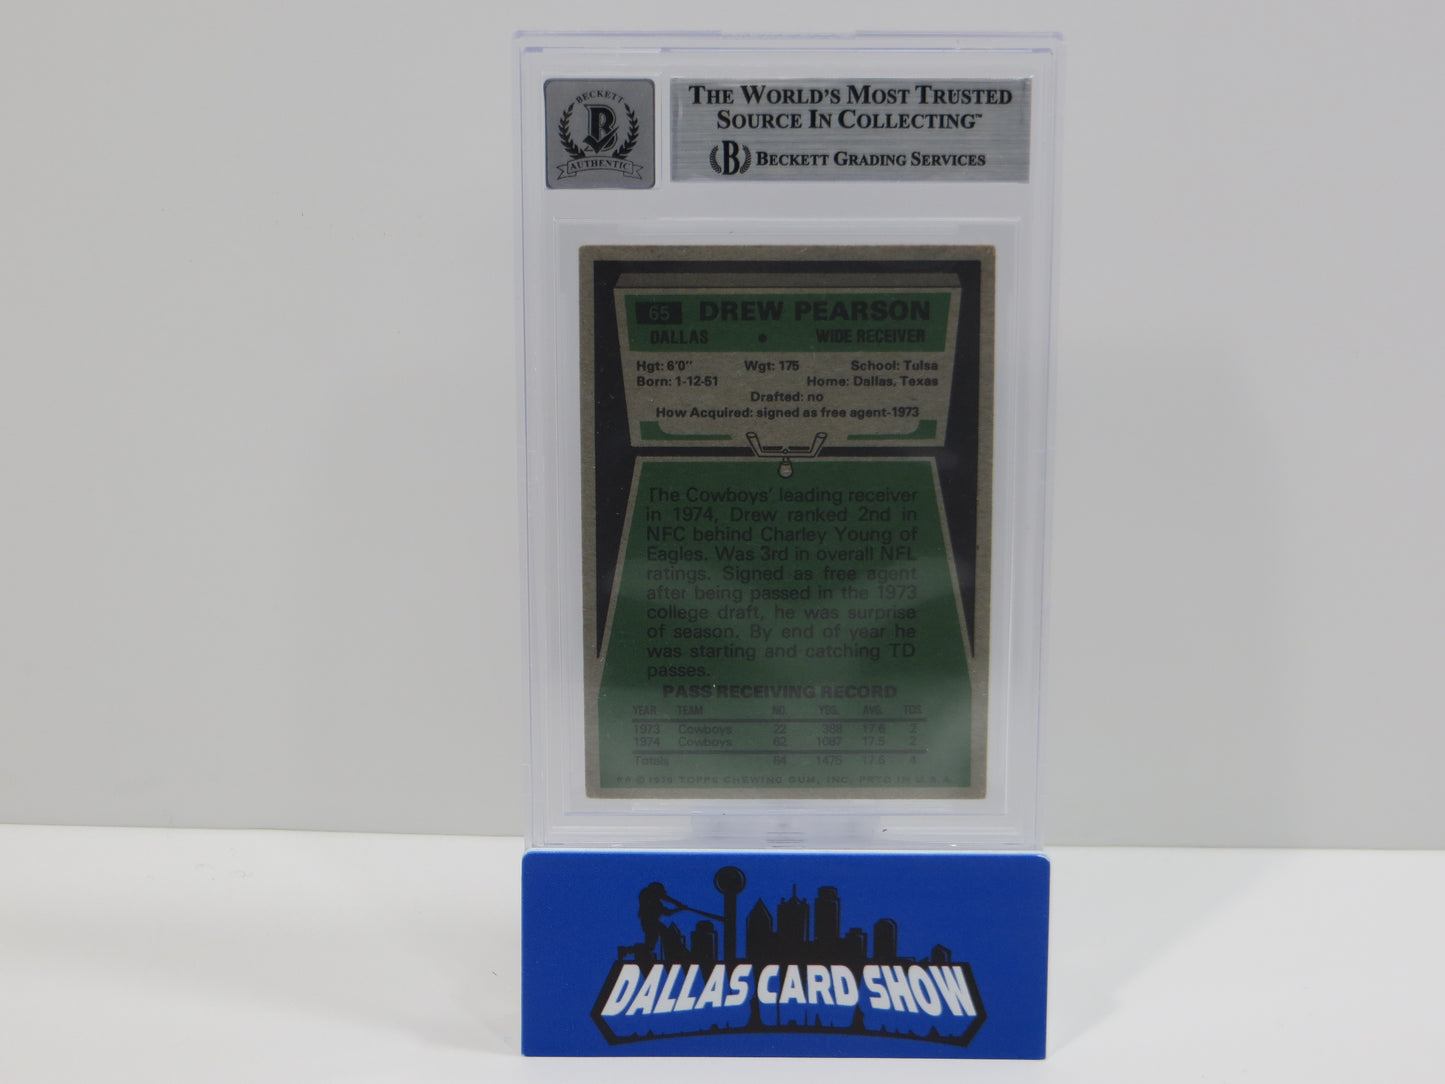 BECKETT
B
AUTHENTIC
THE WORLD'S MOST TRUSTED
SOURCE IN COLLECTING™
B BECKETT GRADING SERVICES
65 DREW PEARSON
DALLAS • WIDE RECEIVER
Hgt: 6'0" Wgt: 175 School: Tulsa
Born: 1-12-51 Home: Dallas, Texas
Drafted: no
How Acquired: signed as free agent-1973
The Cowboys' leading receiver
in 1974, Drew ranked 2nd in
NFC behind Charley Young of
Eagles. Was 3rd in overall NFL
ratings. Signed as free agent
after being passed in the 1973
college draft, he was surprise
of season. By end of year he
was starting and catching TD
passes.
PASS RECEIVING RECORD
YEAR TEAM NO. YDS. AVG. TDS
1973 Cowboys 22 388 17.6 2
1974 Cowboys 62 1087 17.5 2
Totals 84 1475 17.6 4
TOPPS CHEWING GUM, INC. PRTD IN U.S.A.
DALLAS CARD SHOW